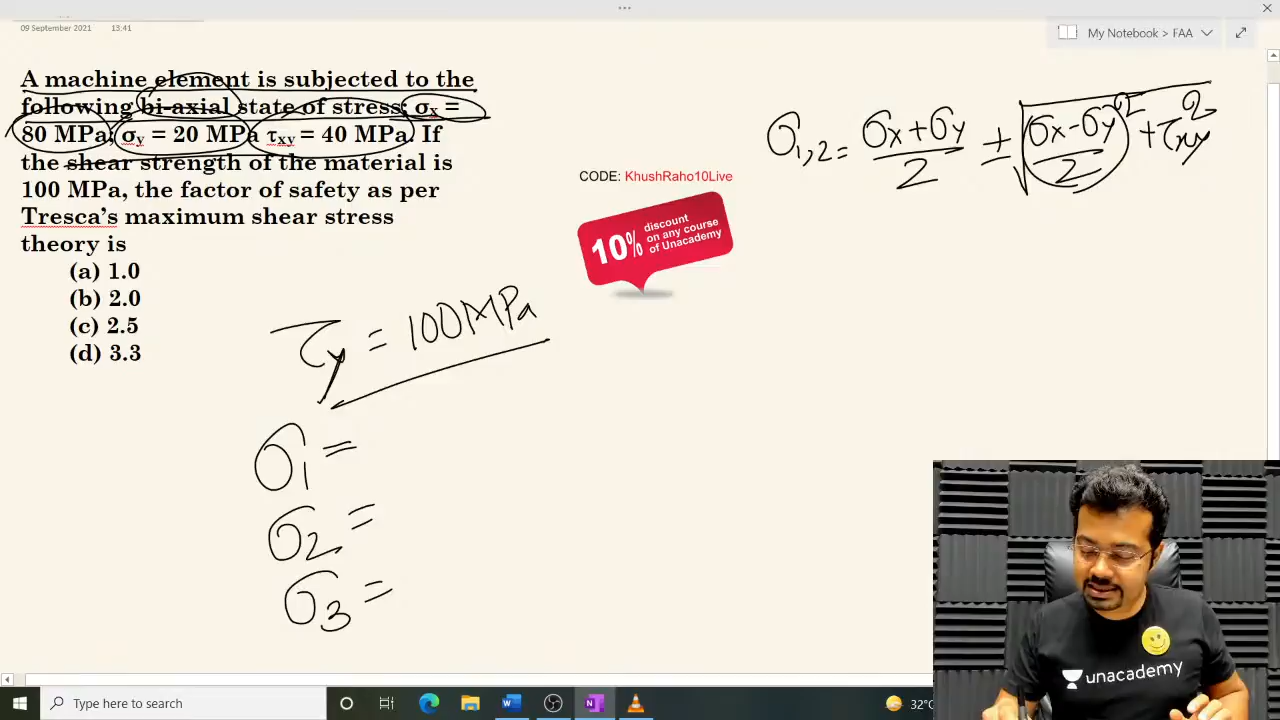 09 September 2021 13:41
My Notebook > FAA
A machine element is subjected to the
following bi-axial state of stress; σx =
80 MPa; σy = 20 MPa τxy = 40 MPa. If
the shear strength of the material is
100 MPa, the factor of safety as per
Tresca's maximum shear stress
theory is
(a) 1.0
(b) 2.0
(c) 2.5
(d) 3.3
σ1,2 = σx+σy/2 ± √(σx-σy/2)² + τxy²
CODE: KhushRaho10Live
10% discount
on any course
of Unacademy
τy = 100MPa
σ1 =
σ2 =
σ3 =
unacademy
Type here to search
32°C